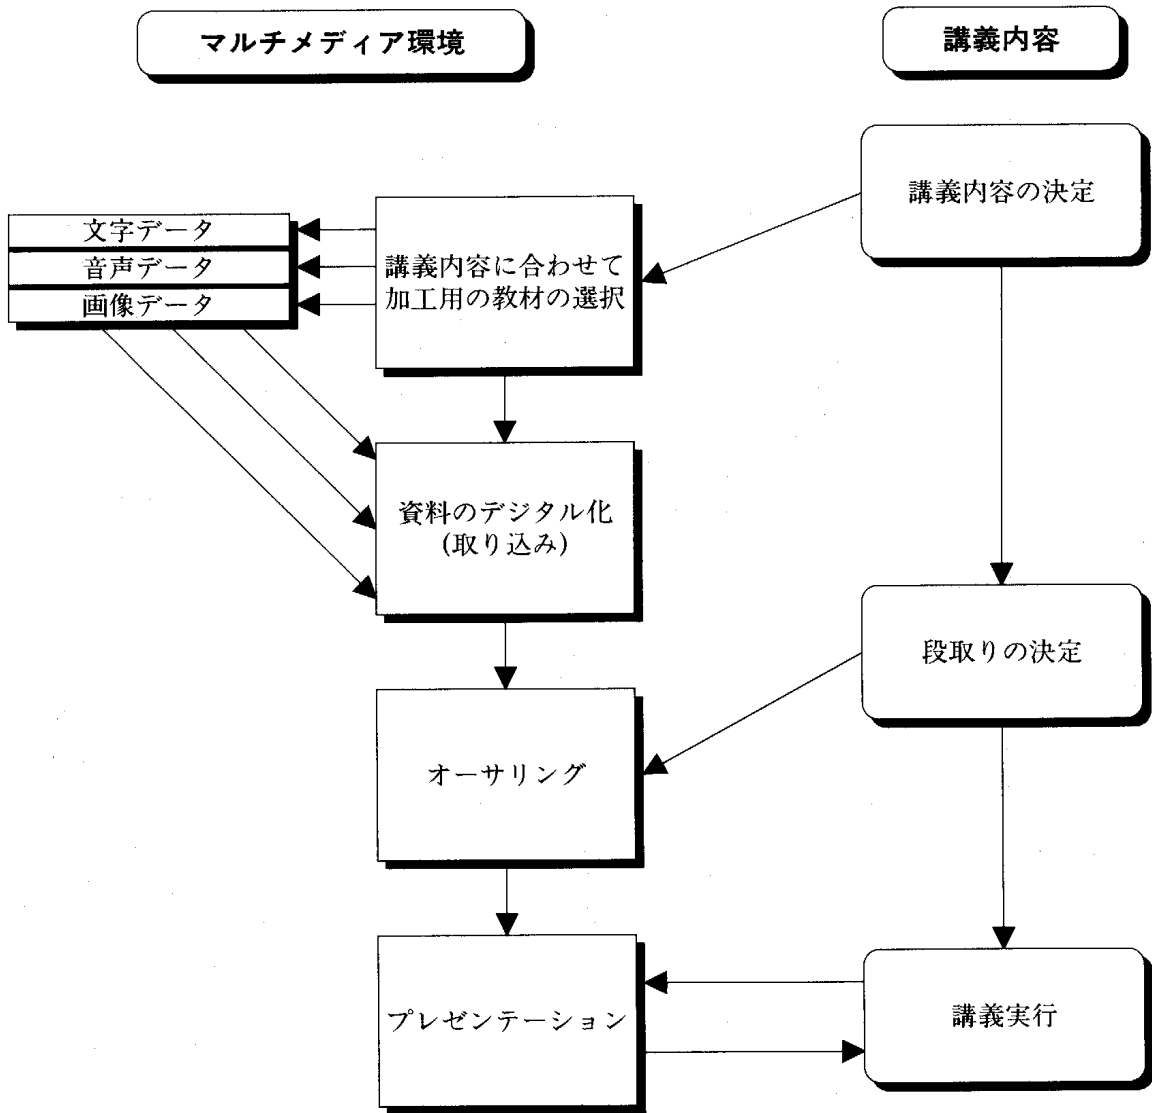 マルチメディア環境
講義内容
講義内容の決定
文字データ
音声データ
画像データ
講義内容に合わせて
加工用の教材の選択
資料のデジタル化
(取り込み)
段取りの決定
オーサリング
プレゼンテーション
講義実行